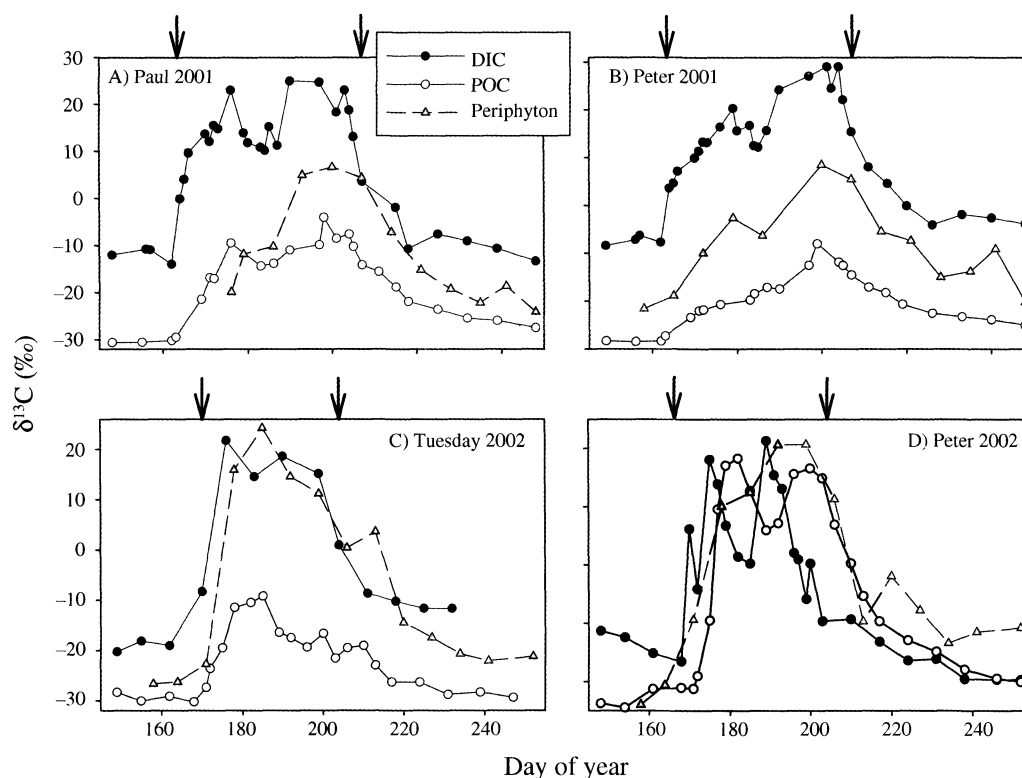 A) Paul 2001
DIC
POC
Periphyton
B) Peter 2001
30
20
10
0
−10
−20
−30
δ¹³C (‰)
C) Tuesday 2002
D) Peter 2002
20
10
0
−10
−20
−30
160 180 200 220 240
160 180 200 220 240
Day of year